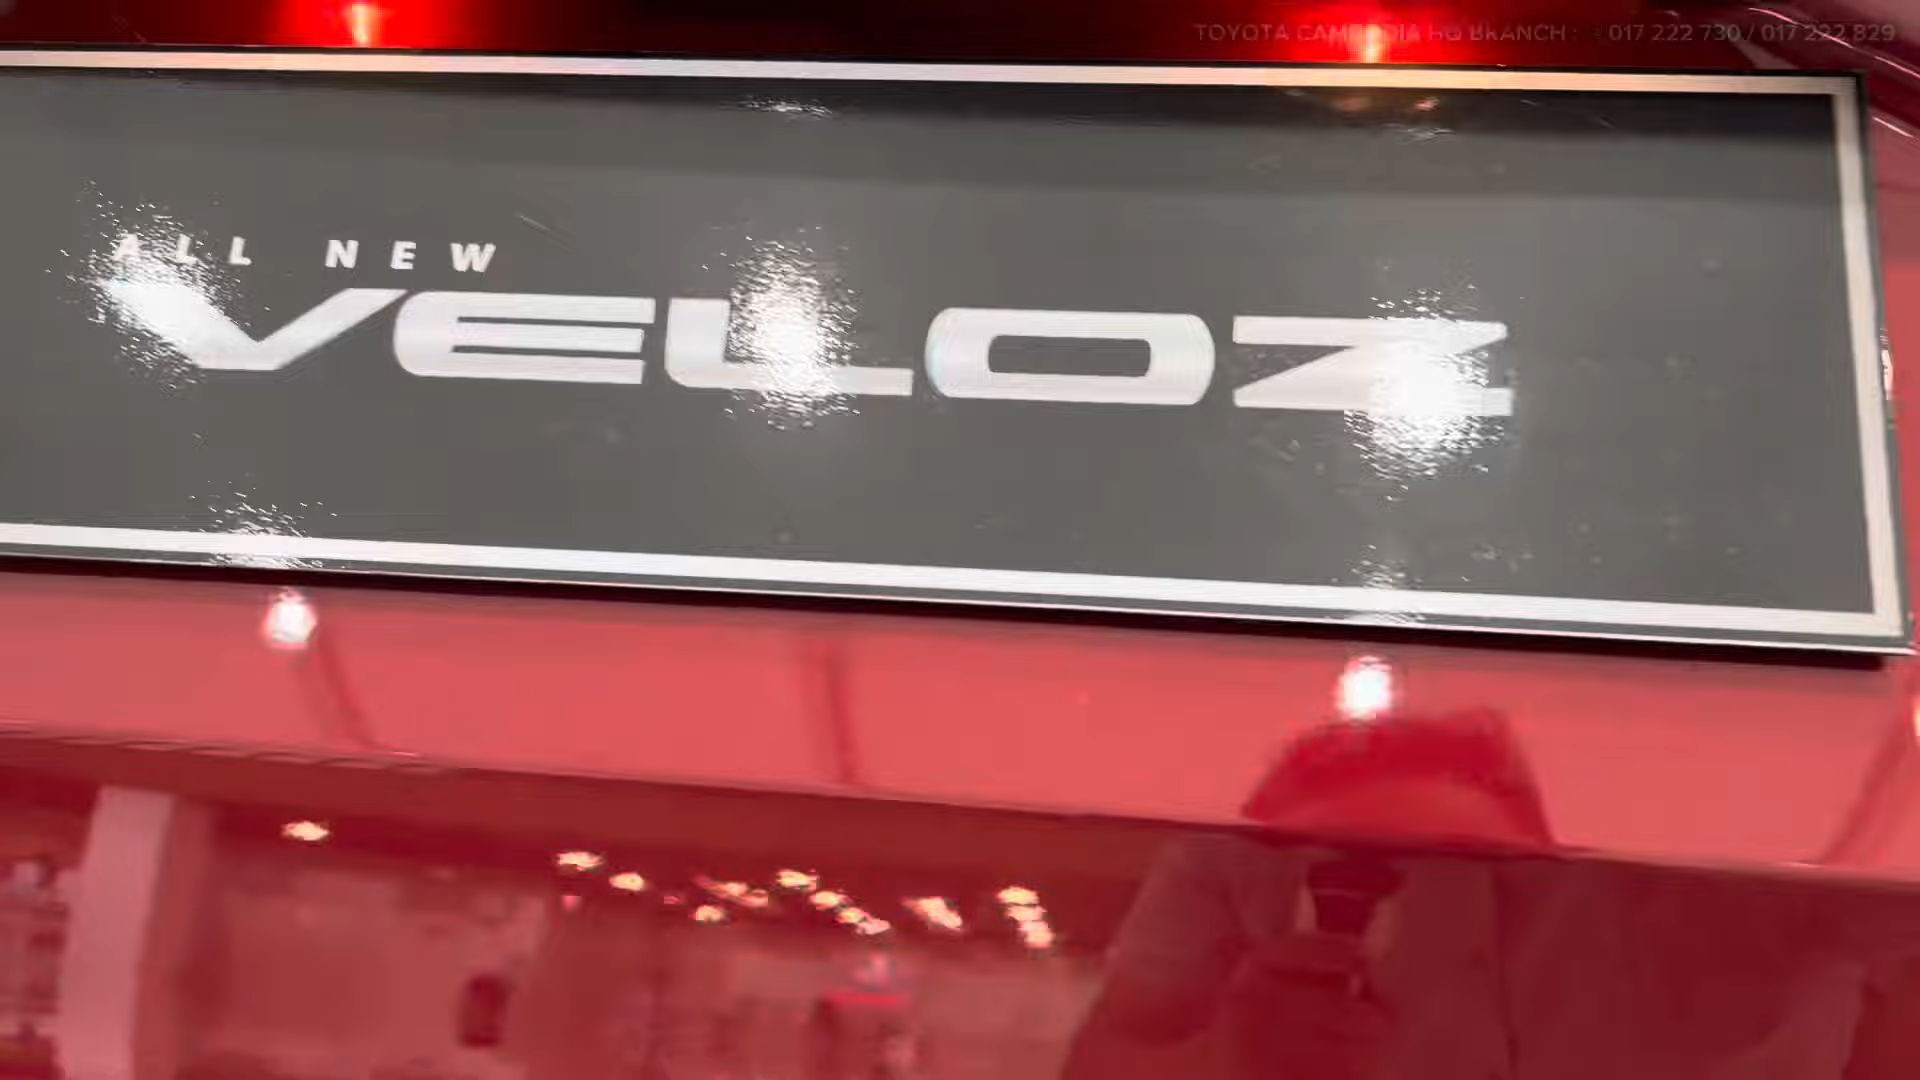 TOYOTA CAMBODIA HQ BRANCH : 017 222 730 / 017 222 829
ALL NEW
VELOZ